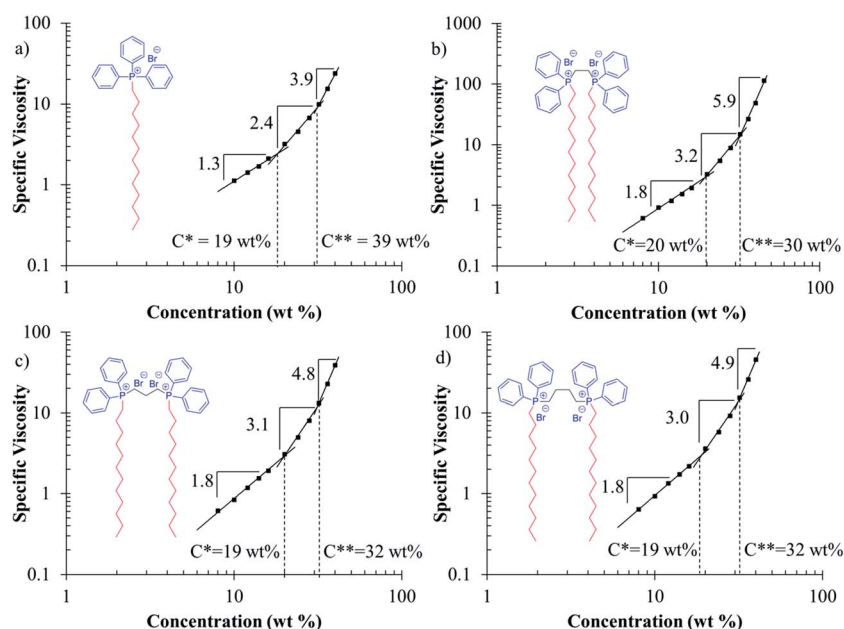 a)
100
10
1
0.1
1
10
100
Specific Viscosity
Concentration (wt %)
Br
⊖
P
⊕
1.3
2.4
3.9
C* = 19 wt%
C** = 39 wt%
b)
1000
100
10
1
0.1
1
10
100
Specific Viscosity
Concentration (wt %)
Br⊖
Br⊖
P⊕
P⊕
1.8
3.2
5.9
C*=20 wt%
C**=30 wt%
c)
100
10
1
0.1
1
10
100
Specific Viscosity
Concentration (wt %)
Br⊖
Br⊖
P⊕
P⊕
1.8
3.1
4.8
C*=19 wt%
C**=32 wt%
d)
100
10
1
0.1
1
10
100
Specific Viscosity
Concentration (wt %)
P⊕
P⊕
Br⊖
Br⊖
1.8
3.0
4.9
C*=19 wt%
C**=32 wt%